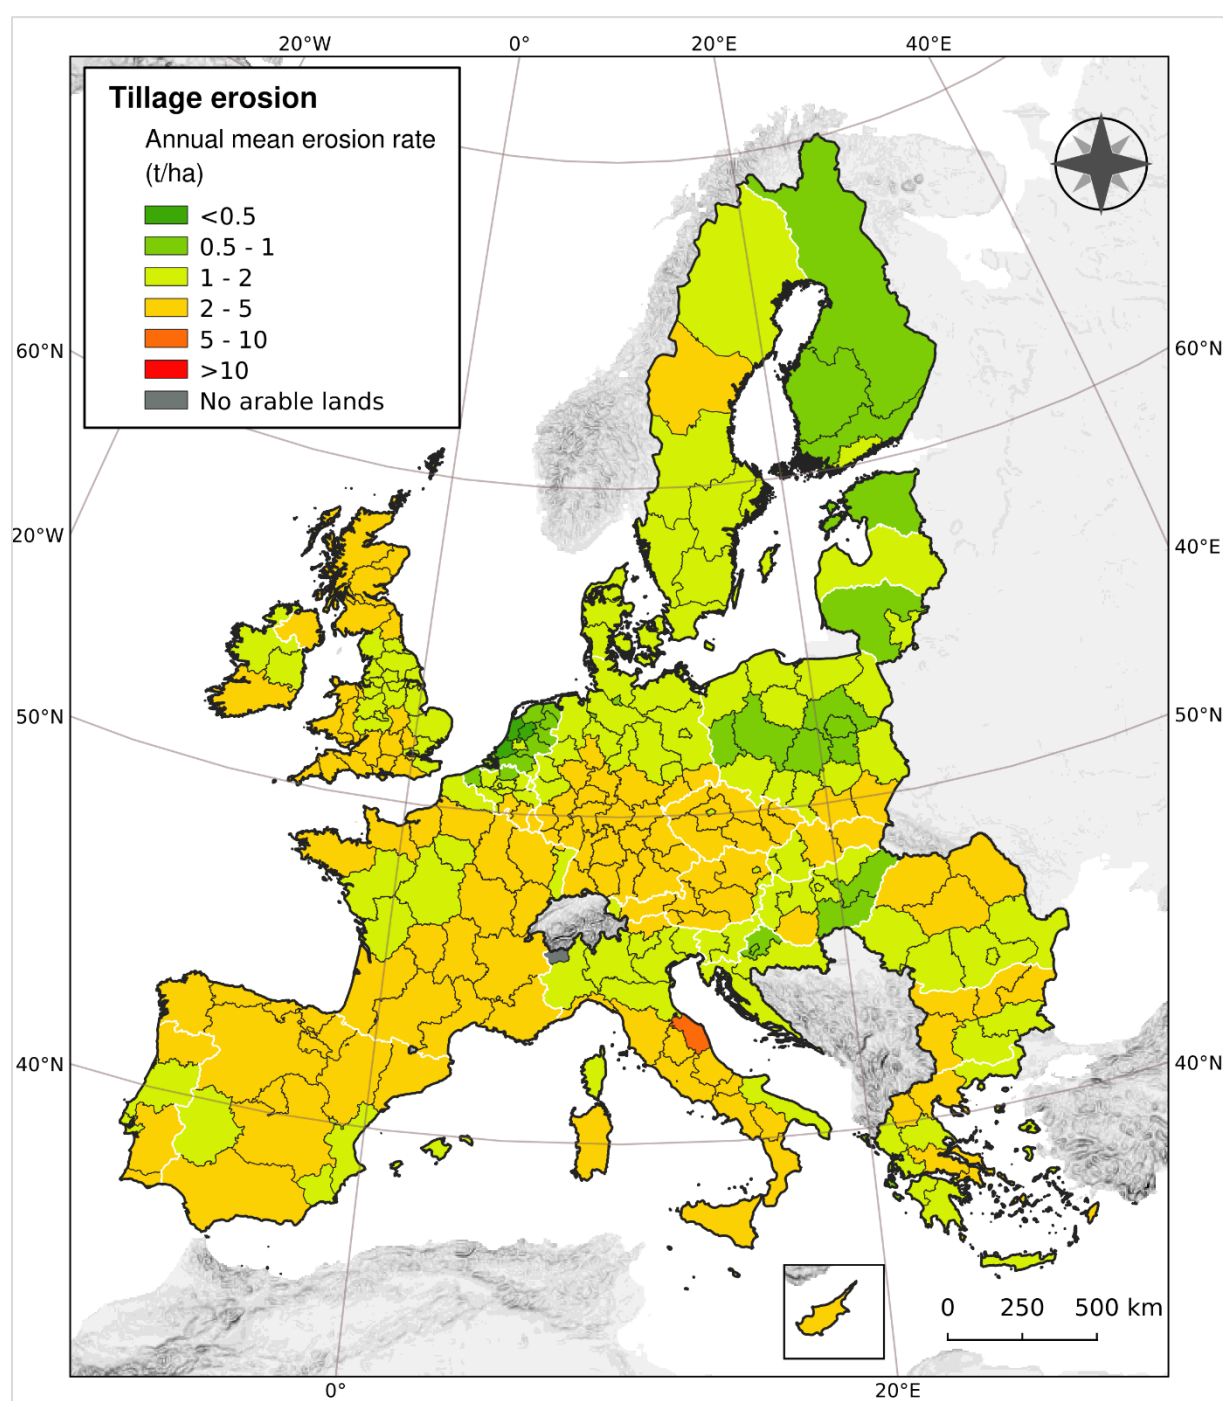 20°W 0° 20°E 40°E
Tillage erosion
Annual mean erosion rate
(t/ha)
<0.5
0.5 - 1
1 - 2
2 - 5
5 - 10
>10
No arable lands
60°N 60°N
20°W 40°E
50°N 50°N
40°N 40°N
0 250 500 km
0° 20°E